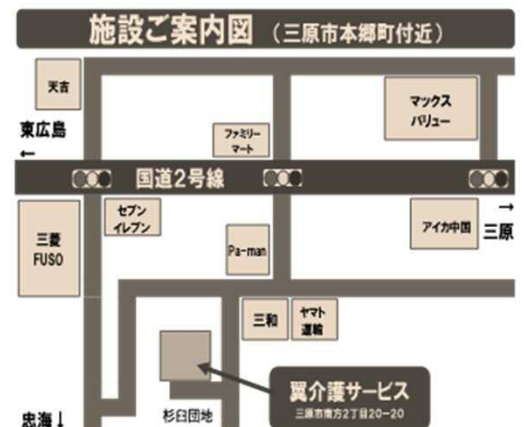 施設ご案内図 （三原市本郷町付近）
天吉
マックス
バリュー
東広島
←
ファミリー
マート
国道2号線
セブン
イレブン
→
三原
アイカ中国
三菱
FUSO
Pa-man
三和
ヤマト
運輸
翼介護サービス
三原市南方2丁目20-20
忠海↓
杉臼団地